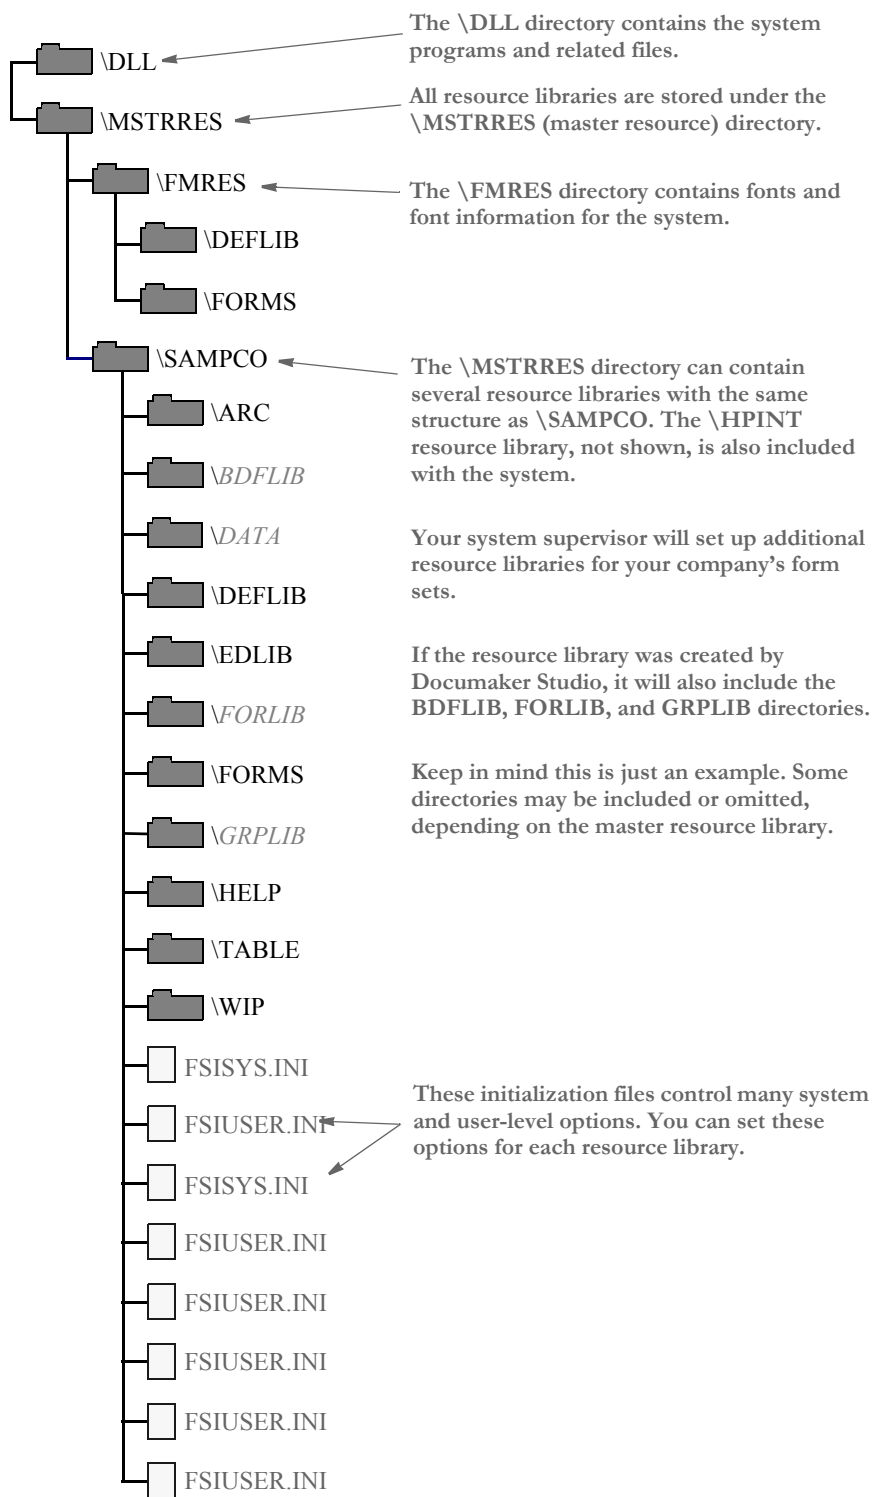 The \DLL directory contains the system
programs and related files.
\DLL
All resource libraries are stored under the
\MSTRRES (master resource) directory.
\MSTRRES
\FMRES
The \FMRES directory contains fonts and
font information for the system.
\DEFLIB
\FORMS
\SAMPCO
The \MSTRRES directory can contain
several resource libraries with the same
structure as \SAMPCO. The \HPINT
resource library, not shown, is also included
with the system.
\ARC
\BDFLIB
\DATA
Your system supervisor will set up additional
resource libraries for your company’s form
sets.
\DEFLIB
\EDLIB
If the resource library was created by
Documaker Studio, it will also include the
BDFLIB, FORLIB, and GRPLIB directories.
\FORLIB
\FORMS
Keep in mind this is just an example. Some
directories may be included or omitted,
depending on the master resource library.
\GRPLIB
\HELP
\TABLE
\WIP
FSISYS.INI
These initialization files control many system
and user-level options. You can set these
options for each resource library.
FSIUSER.INI
FSISYS.INI
FSIUSER.INI
FSIUSER.INI
FSIUSER.INI
FSIUSER.INI
FSIUSER.INI